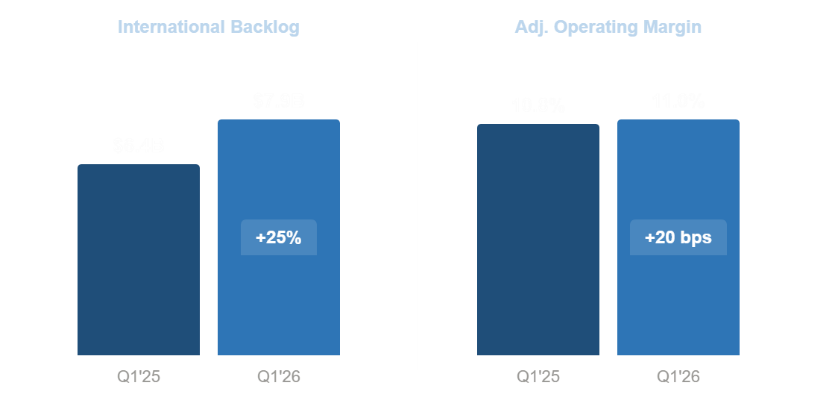 International Backlog
Adj. Operating Margin
+25%
+20 bps
Q1'25
Q1'26
Q1'25
Q1'26